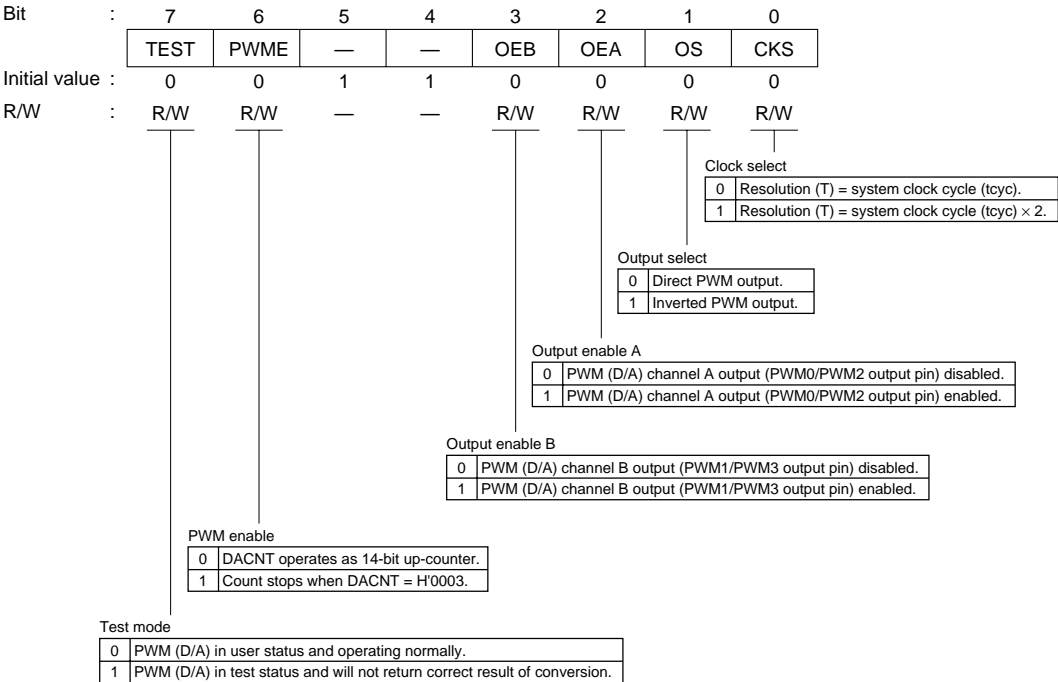 Bit : 7 6 5 4 3 2 1 0
TEST PWME — — OEB OEA OS CKS
Initial value : 0 0 1 1 0 0 0 0
R/W : R/W R/W — — R/W R/W R/W R/W
Clock select
0 Resolution (T) = system clock cycle (tcyc).
1 Resolution (T) = system clock cycle (tcyc) × 2.
Output select
0 Direct PWM output.
1 Inverted PWM output.
Output enable A
0 PWM (D/A) channel A output (PWM0/PWM2 output pin) disabled.
1 PWM (D/A) channel A output (PWM0/PWM2 output pin) enabled.
Output enable B
0 PWM (D/A) channel B output (PWM1/PWM3 output pin) disabled.
1 PWM (D/A) channel B output (PWM1/PWM3 output pin) enabled.
PWM enable
0 DACNT operates as 14-bit up-counter.
1 Count stops when DACNT = H'0003.
Test mode
0 PWM (D/A) in user status and operating normally.
1 PWM (D/A) in test status and will not return correct result of conversion.